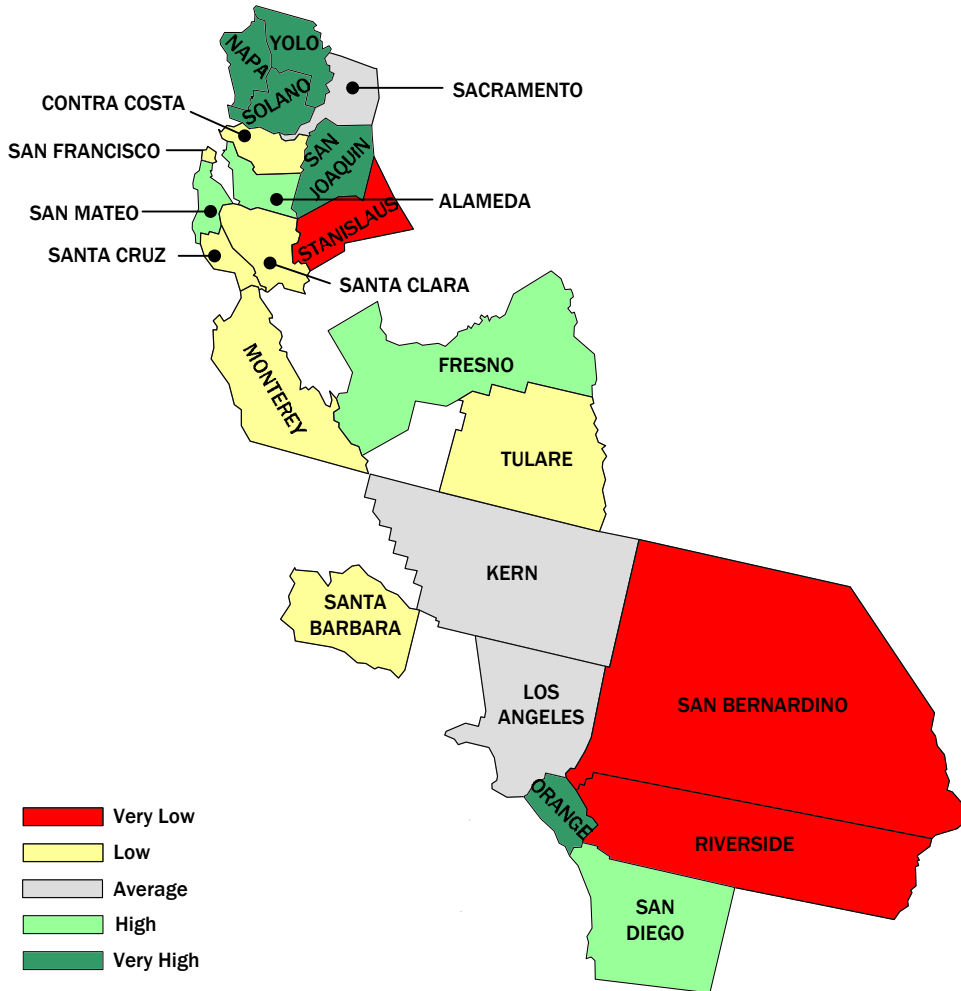 YOLO
NAPA
SOLANO
SACRAMENTO
CONTRA COSTA
SAN FRANCISCO
SAN
JOAQUIN
ALAMEDA
SAN MATEO
STANISLAUS
SANTA CRUZ
SANTA CLARA
MONTEREY
FRESNO
TULARE
KERN
SANTA
BARBARA
LOS
ANGELES
SAN BERNARDINO
ORANGE
RIVERSIDE
SAN
DIEGO
Very Low
Low
Average
High
Very High